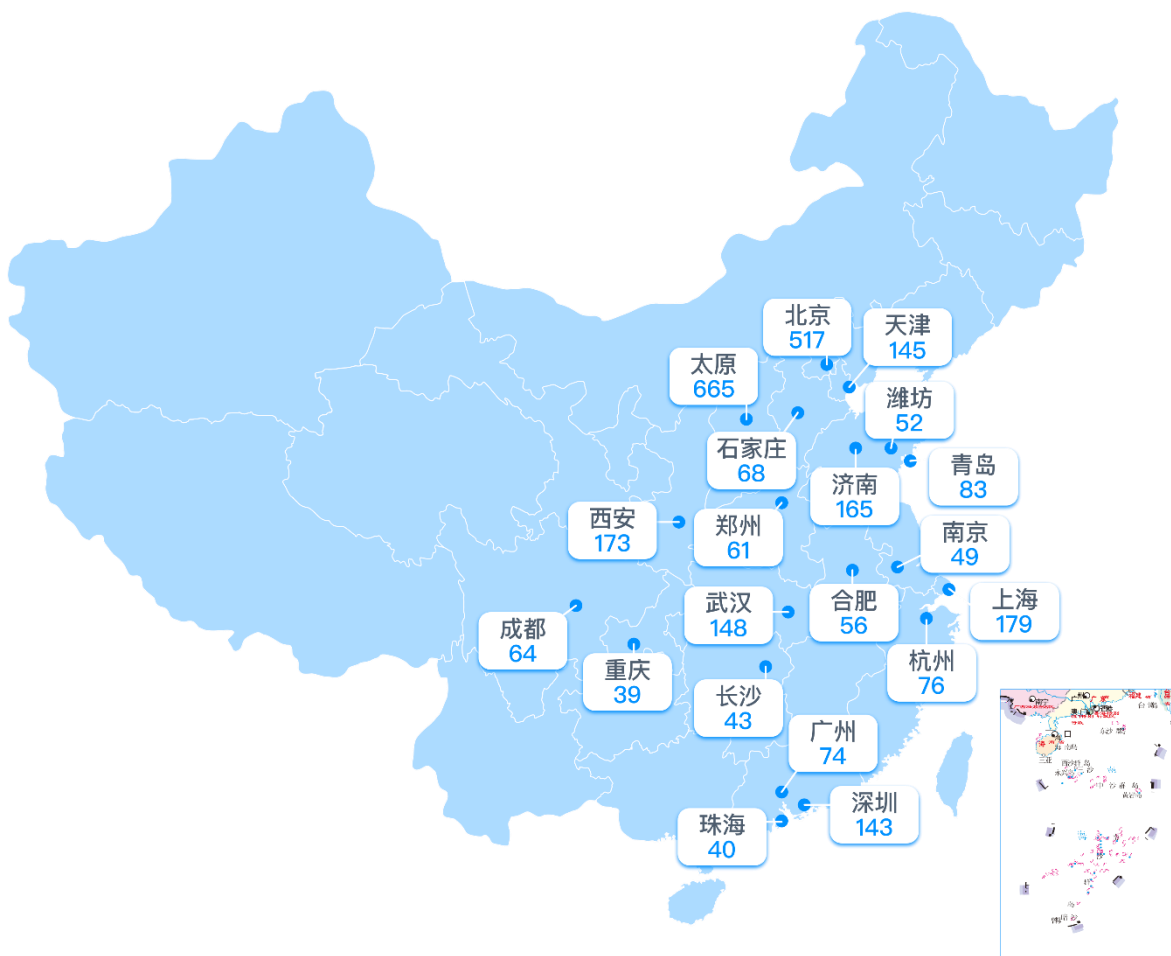 北京
517
天津
145
太原
665
潍坊
52
石家庄
68
青岛
83
济南
165
西安
173
郑州
61
南京
49
武汉
148
合肥
56
上海
179
成都
64
重庆
39
杭州
76
长沙
43
广州
74
深圳
143
珠海
40
三亚